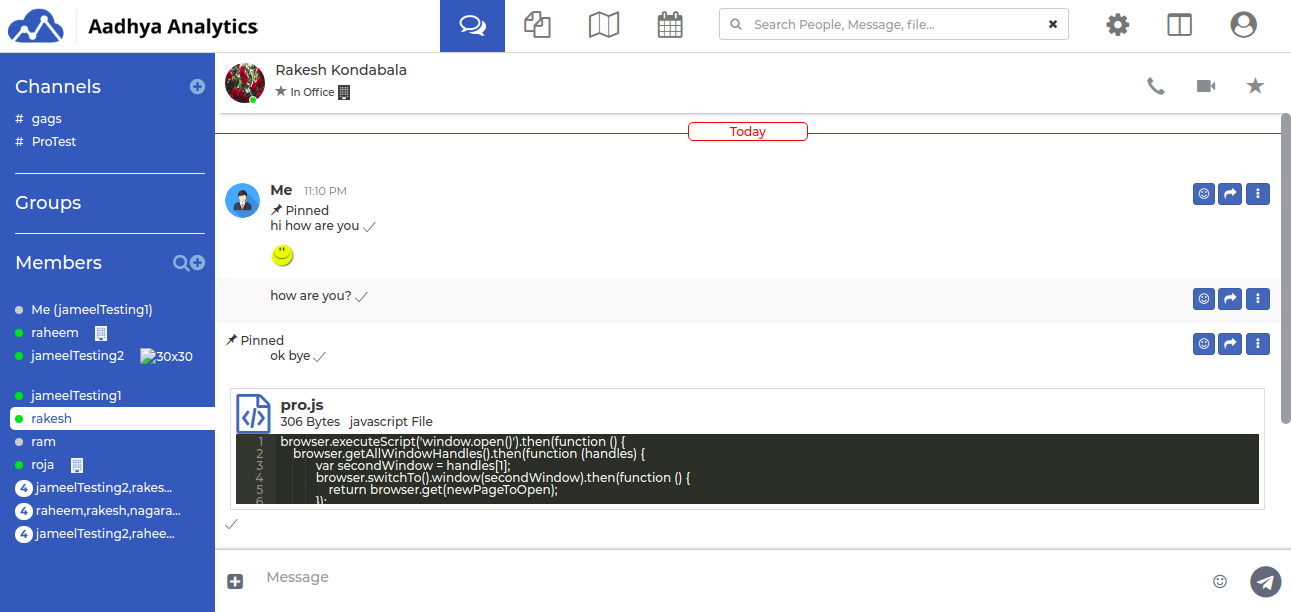 Aadhya Analytics
Search People, Message, file...
Channels
# gags
# ProTest
Groups
Members
Me (jameelTesting1)
raheem
jameelTesting2 30x30
jameelTesting1
rakesh
ram
roja
4 jameelTesting2,rakes...
4 raheem,rakesh,nagara...
4 jameelTesting2,rahee...
Rakesh Kondabala
In Office
Today
Me 11:10 PM
Pinned
hi how are you
how are you?
Pinned
ok bye
pro.js
306 Bytes javascript File
1 browser.executeScript('window.open()').then(function () {
2 browser.getAllWindowHandles().then(function (handles) {
3 var secondWindow = handles[1];
4 browser.switchTo().window(secondWindow).then(function () {
5 return browser.get(newPageToOpen);
6 });
Message